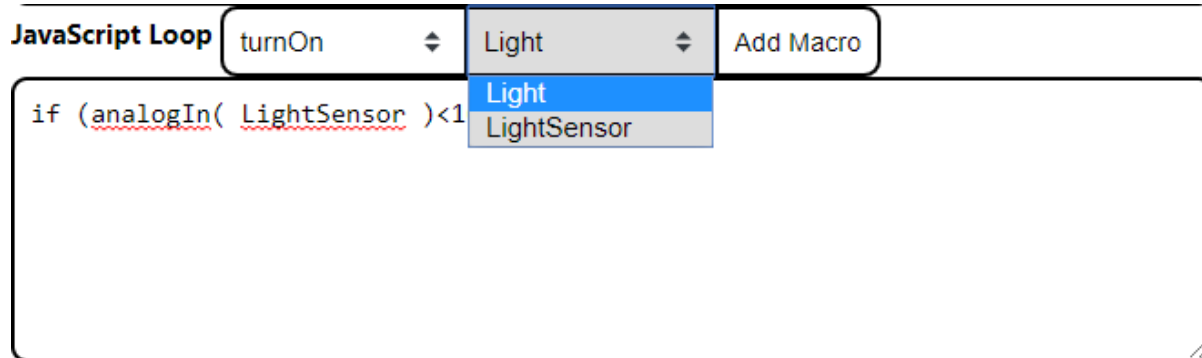 JavaScript Loop turnOn Light Add Macro
Light
LightSensor
if (analogIn( LightSensor )<1